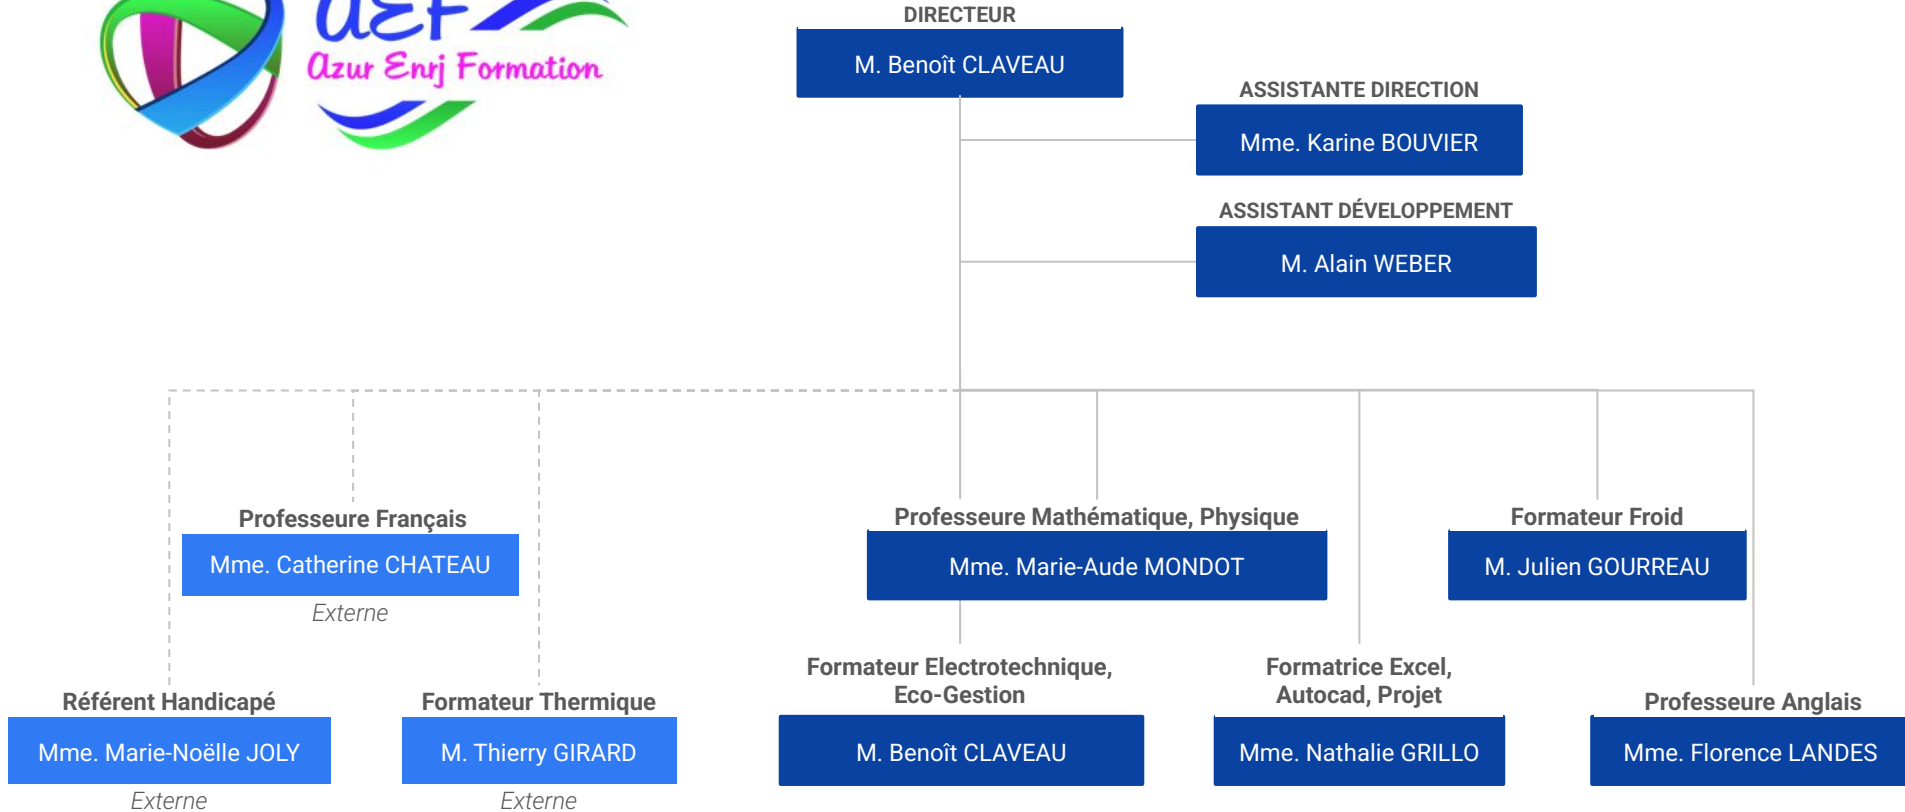 aEF
Azur Enrj Formation
DIRECTEUR
M. Benoît CLAVEAU
ASSISTANTE DIRECTION
Mme. Karine BOUVIER
ASSISTANT DÉVELOPPEMENT
M. Alain WEBER
Professeure Français
Mme. Catherine CHATEAU
Externe
Professeure Mathématique, Physique
Mme. Marie-Aude MONDOT
Formateur Froid
M. Julien GOURREAU
Référent Handicapé
Mme. Marie-Noëlle JOLY
Externe
Formateur Thermique
M. Thierry GIRARD
Externe
Formateur Electrotechnique,
Eco-Gestion
M. Benoît CLAVEAU
Formatrice Excel,
Autocad, Projet
Mme. Nathalie GRILLO
Professeure Anglais
Mme. Florence LANDES